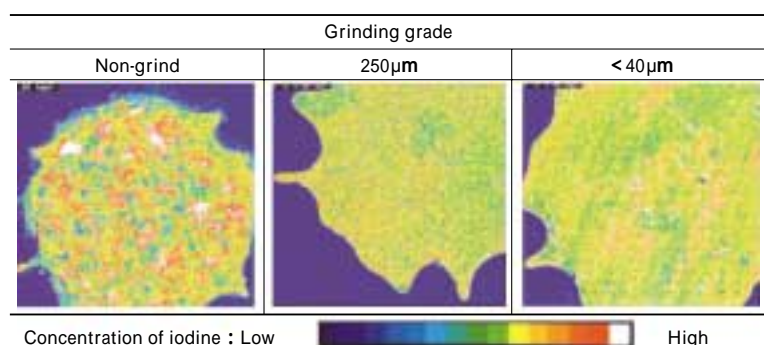 Grinding grade
Non-grind 250μm < 40μm
Concentration of iodine : Low High